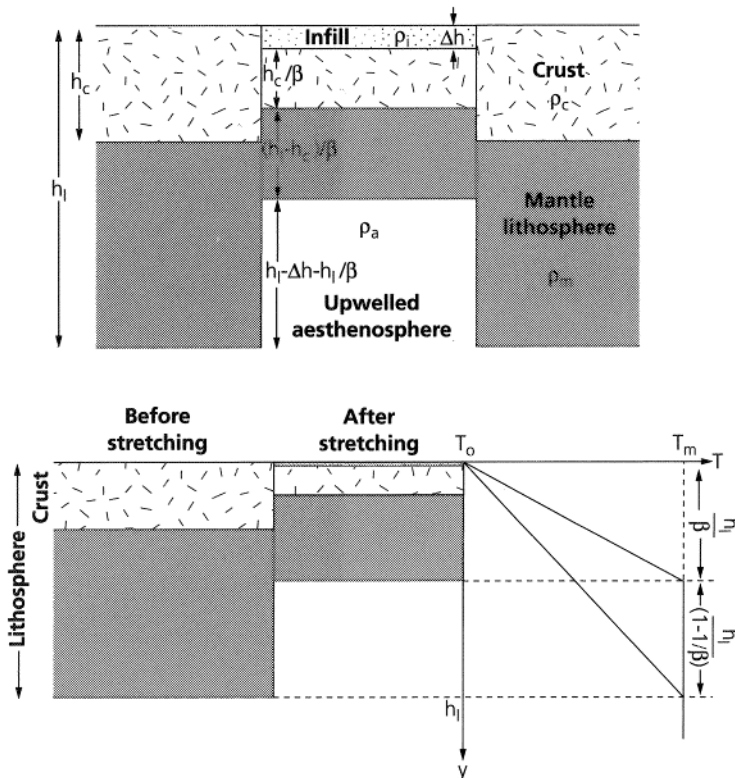 Infill ρi Δh
hc
hc/β
Crust
ρc
(hl-hc)/β
hl
Mantle
lithosphere
ρa
ρm
hl-Δh-hl/β
Upwelled
aesthenosphere
Before
stretching
After
stretching
To
Tm
T
Crust
Lithosphere
hl
β
hl
(1-1/β)
hl
y